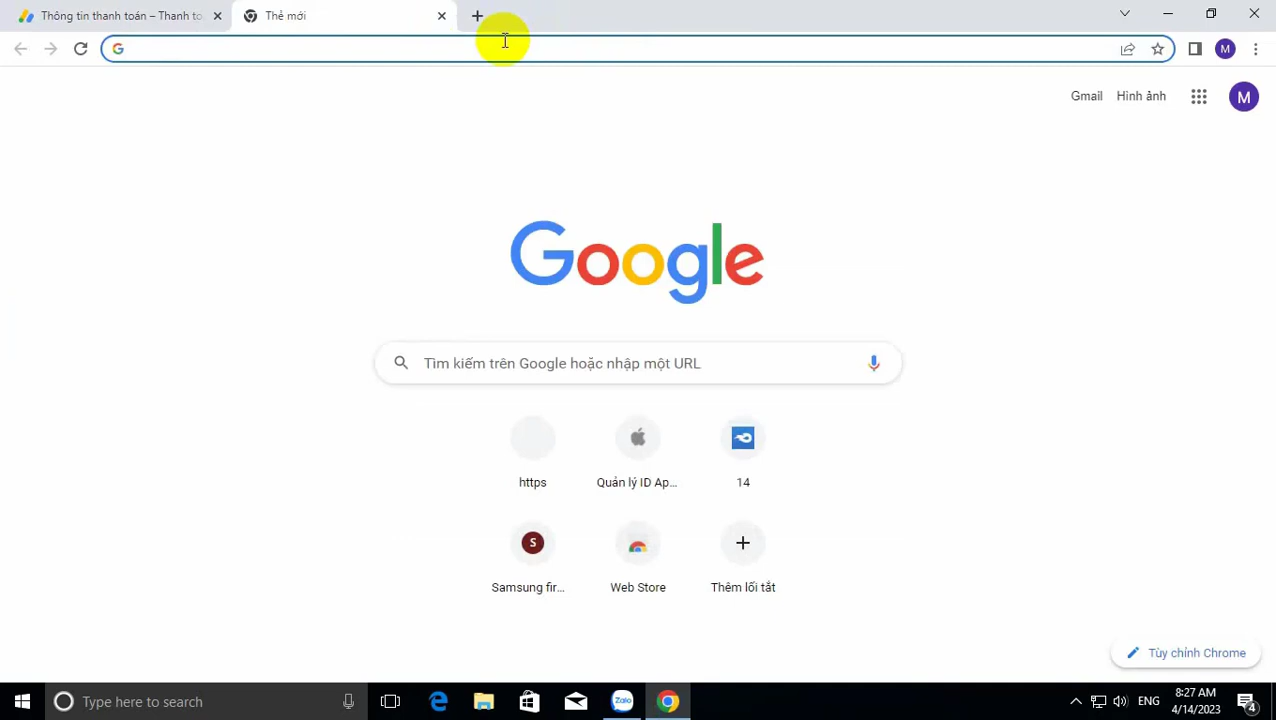 Thông tin thanh toán – Thanh to
Thẻ mới
M
Gmail
Hình ảnh
M
Google
Tìm kiếm trên Google hoặc nhập một URL
https
Quản lý ID Ap...
14
S
Samsung fir...
Web Store
Thêm lối tắt
Tùy chỉnh Chrome
Type here to search
Zalo
ENG
8:27 AM
4/14/2023
4